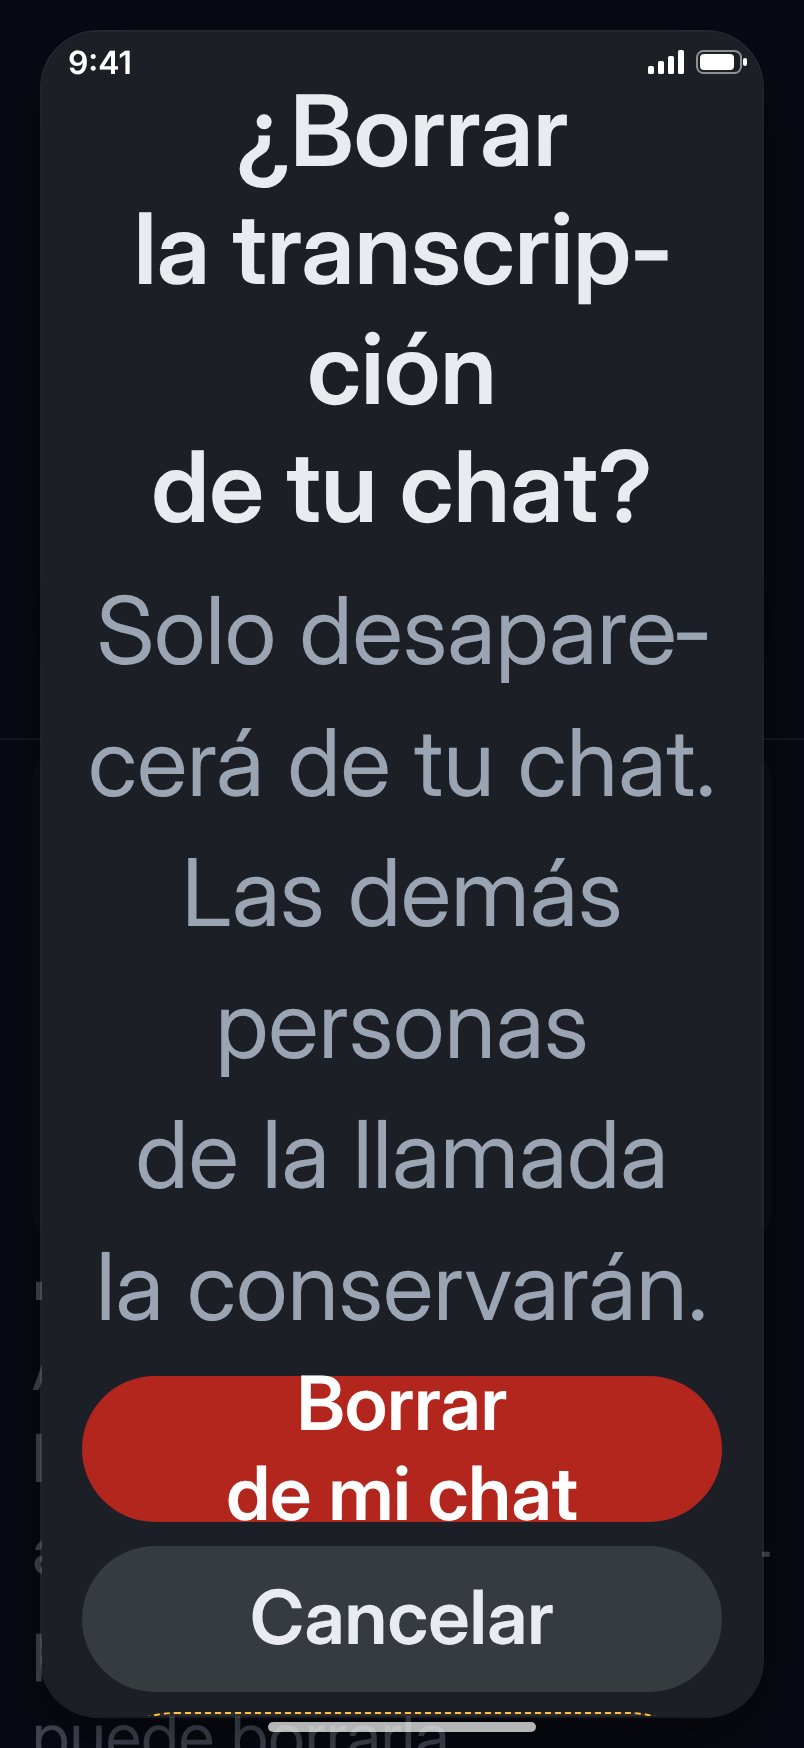 9:41
¿Borrar
la transcrip-
ción
de tu chat?
Solo desapare-
cerá de tu chat.
Las demás
personas
de la llamada
la conservarán.
Borrar
de mi chat
Cancelar
puede borrarla